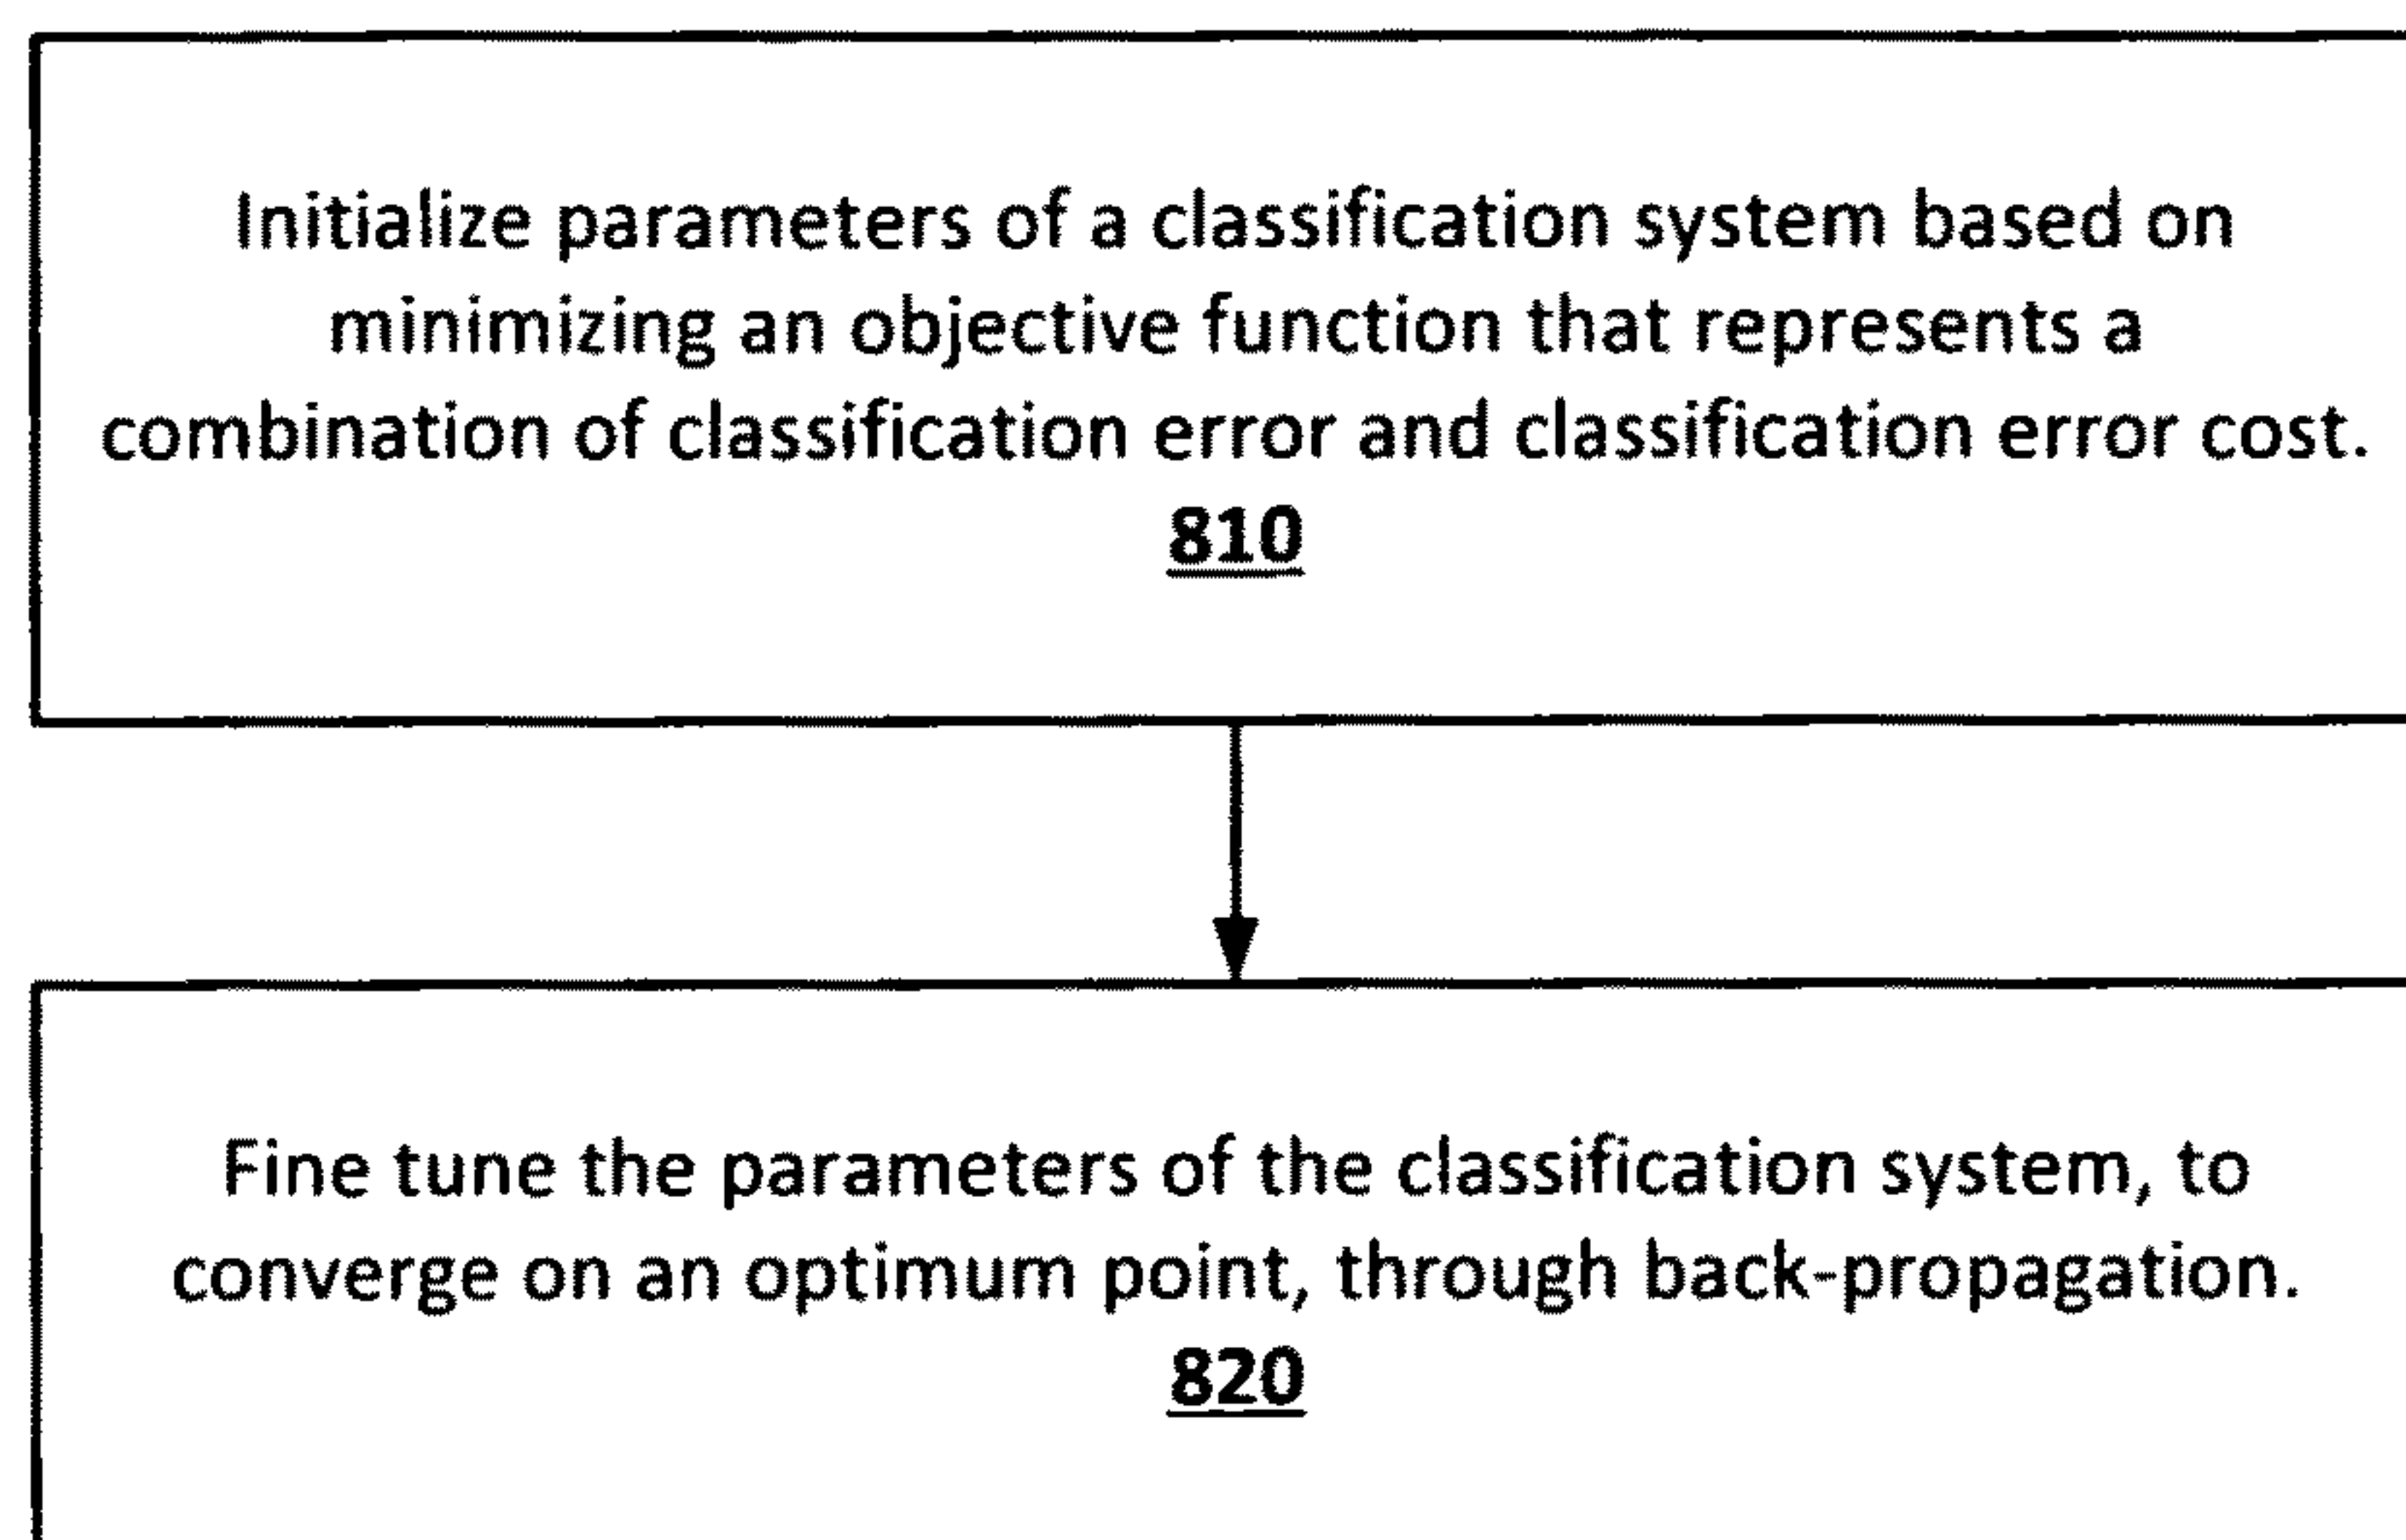 Initialize parameters of a classification system based on
minimizing an objective function that represents a
combination of classification error and classification error cost.
810
Fine tune the parameters of the classification system, to
converge on an optimum point, through back-propagation.
820